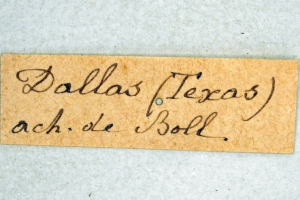 Dallas (Texas)
ach. de Boll.